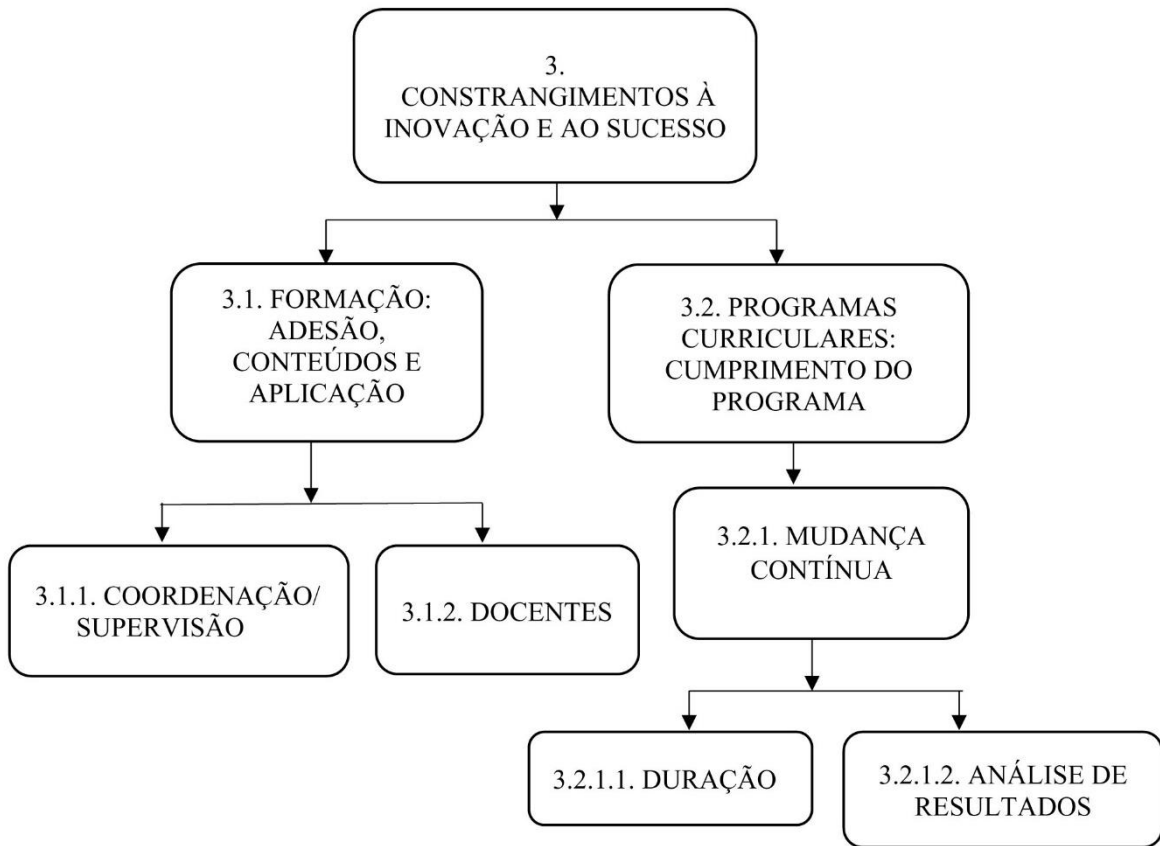 3.
CONSTRANGIMENTOS À
INOVAÇÃO E AO SUCESSO
3.1. FORMAÇÃO:
ADESÃO,
CONTEÚDOS E
APLICAÇÃO
3.2. PROGRAMAS
CURRICULARES:
CUMPRIMENTO DO
PROGRAMA
3.1.1. COORDENAÇÃO/
SUPERVISÃO
3.1.2. DOCENTES
3.2.1. MUDANÇA
CONTÍNUA
3.2.1.1. DURAÇÃO
3.2.1.2. ANÁLISE DE
RESULTADOS